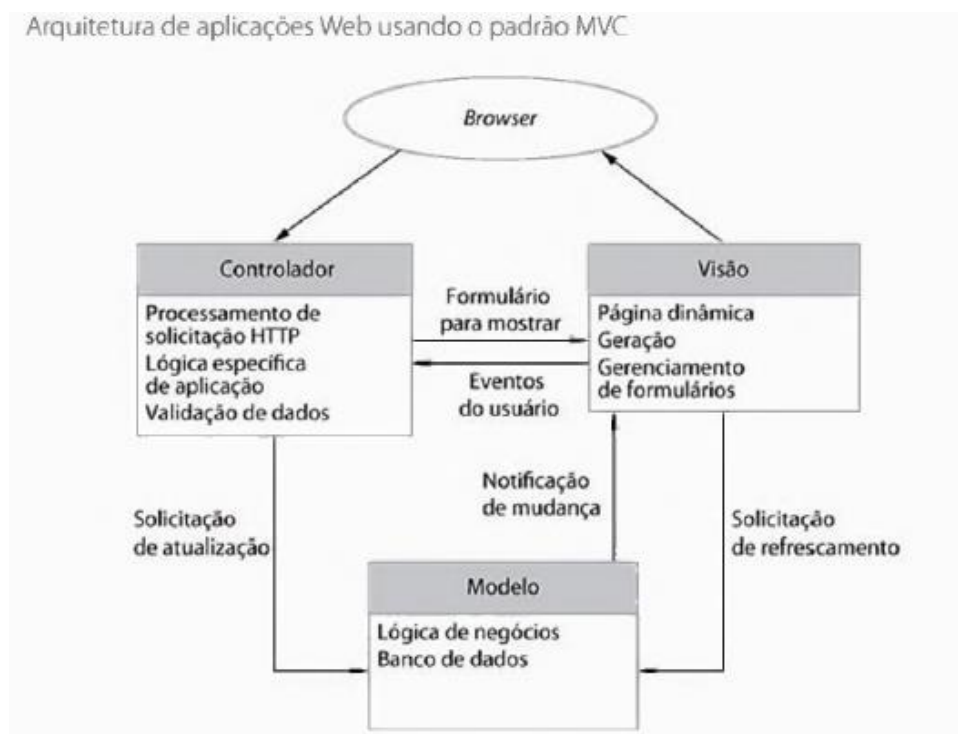 Arquitetura de aplicações Web usando o padrão MVC
Browser
Controlador
Processamento de
solicitação HTTP
Lógica específica
de aplicação
Validação de dados
Formulário
para mostrar
Eventos
do usuário
Visão
Página dinâmica
Geração
Gerenciamento
de formulários
Solicitação
de atualização
Notificação
de mudança
Solicitação
de refrescamento
Modelo
Lógica de negócios
Banco de dados